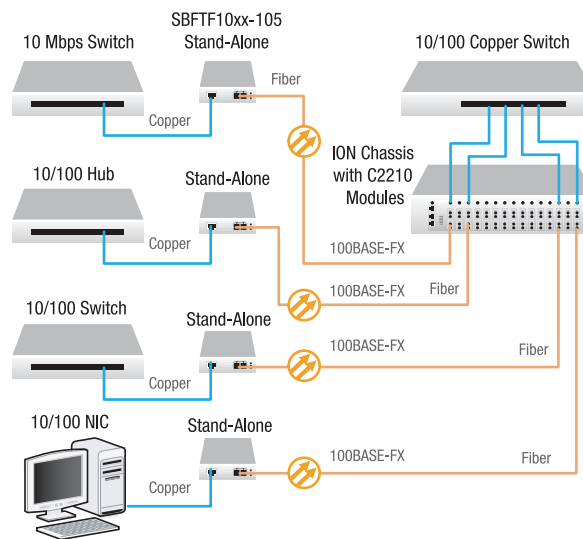 SBFTF10xx-105
Stand-Alone
10 Mbps Switch
10/100 Copper Switch
Fiber
Copper
ION Chassis
with C2210
Modules
10/100 Hub
Stand-Alone
Copper
100BASE-FX
100BASE-FX
Fiber
10/100 Switch
Stand-Alone
100BASE-FX
Fiber
Copper
10/100 NIC
Stand-Alone
100BASE-FX
Fiber
Copper